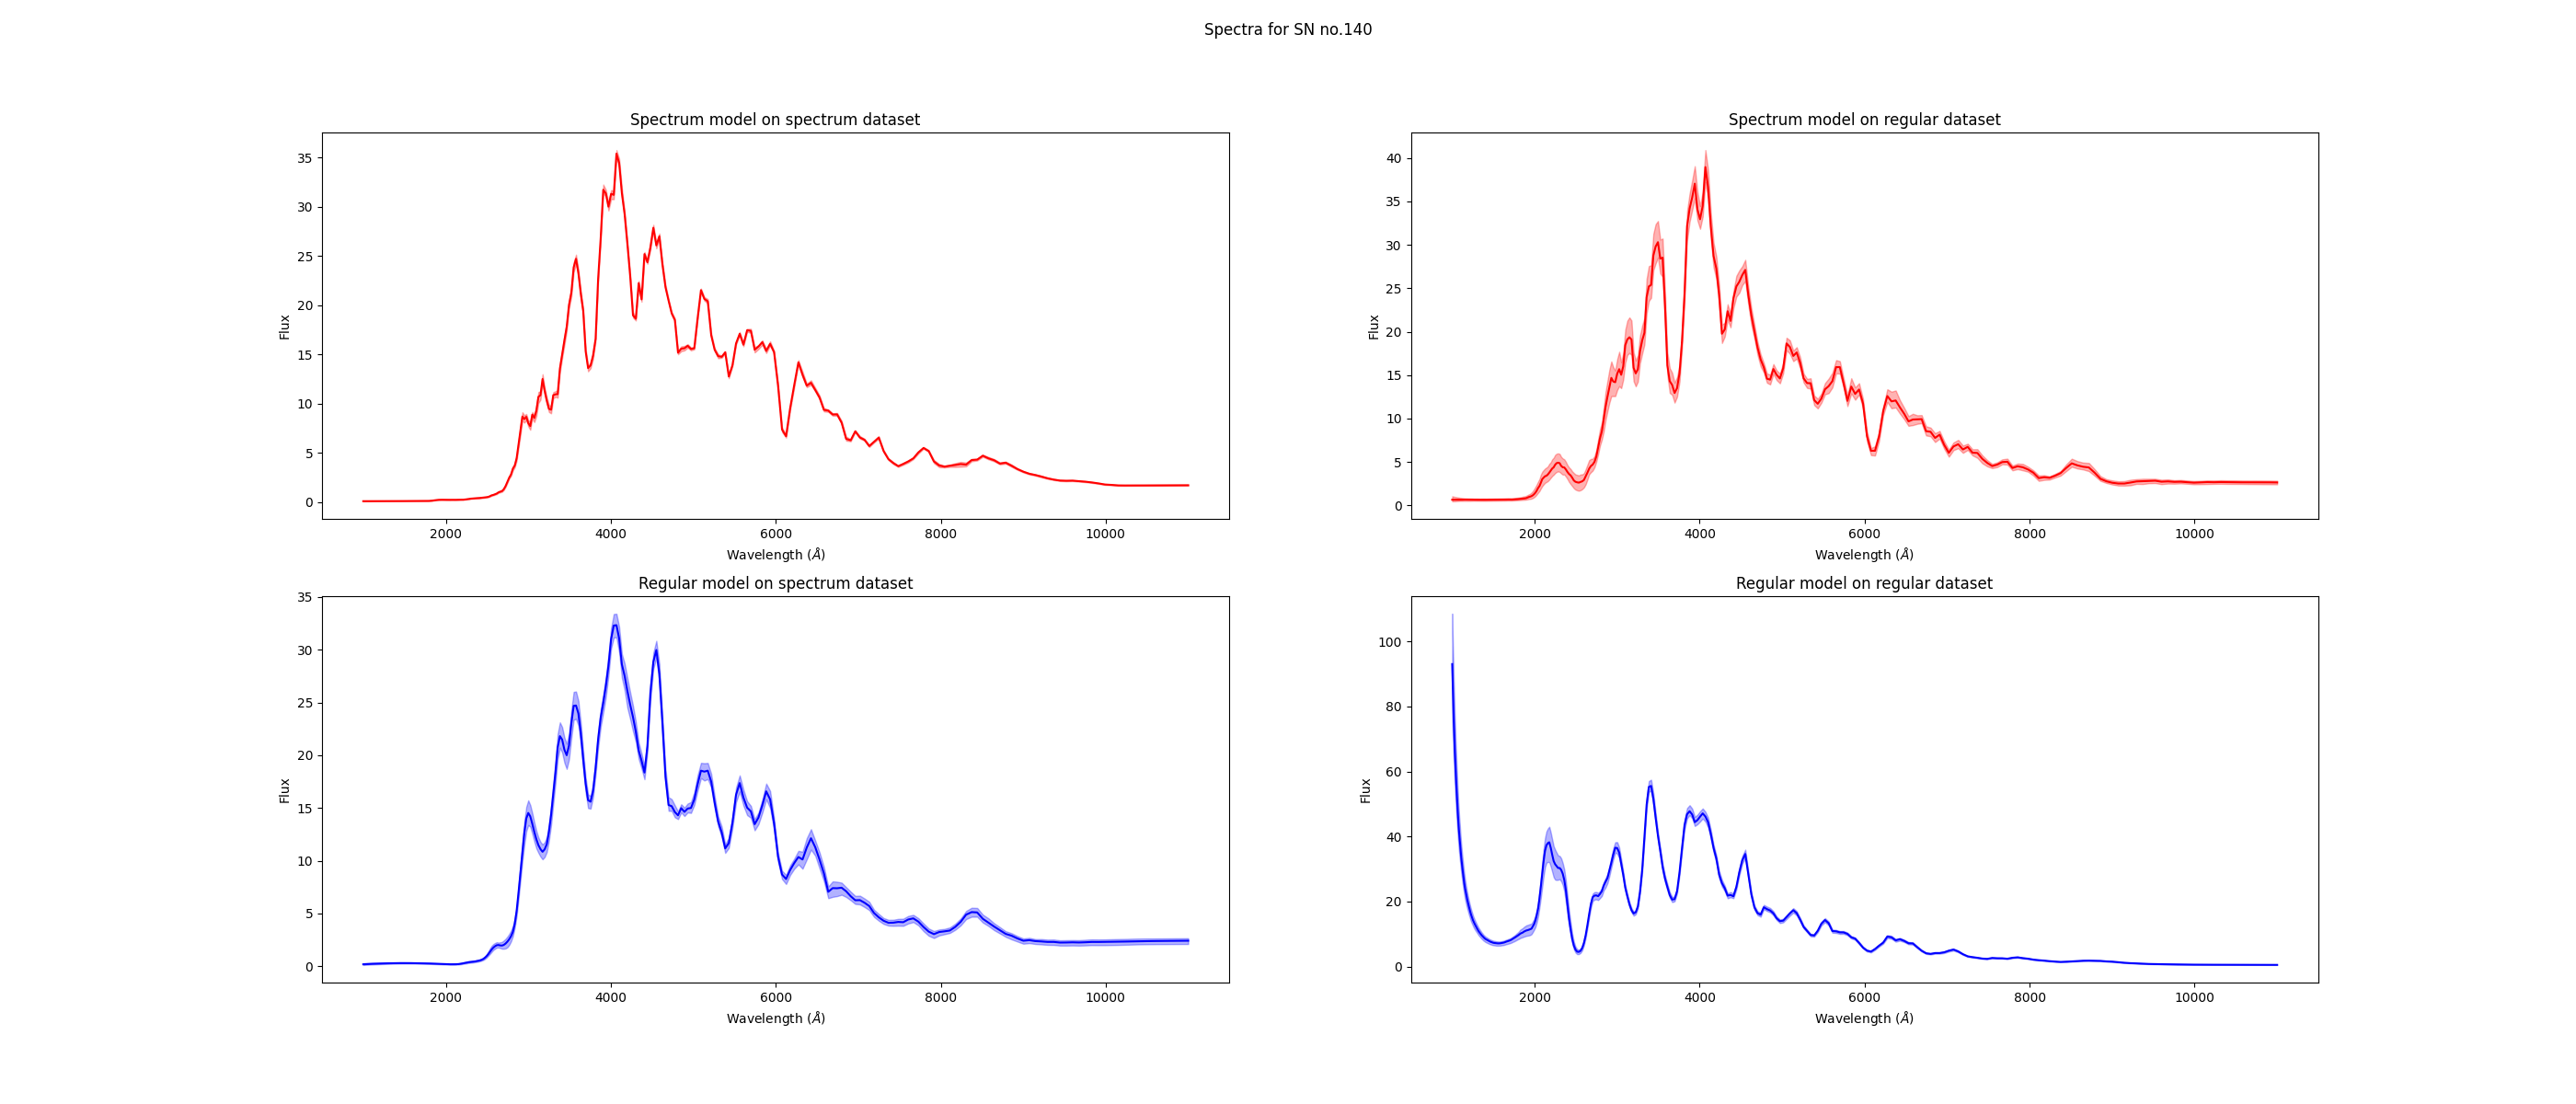 Spectra for SN no.140
Spectrum model on spectrum dataset
35
30
25
20
15
10
5
0
Flux
2000 4000 6000 8000 10000
Wavelength (Å)
Spectrum model on regular dataset
40
35
30
25
20
15
10
5
0
Flux
2000 4000 6000 8000 10000
Wavelength (Å)
Regular model on spectrum dataset
35
30
25
20
15
10
5
0
Flux
2000 4000 6000 8000 10000
Wavelength (Å)
Regular model on regular dataset
100
80
60
40
20
0
Flux
2000 4000 6000 8000 10000
Wavelength (Å)